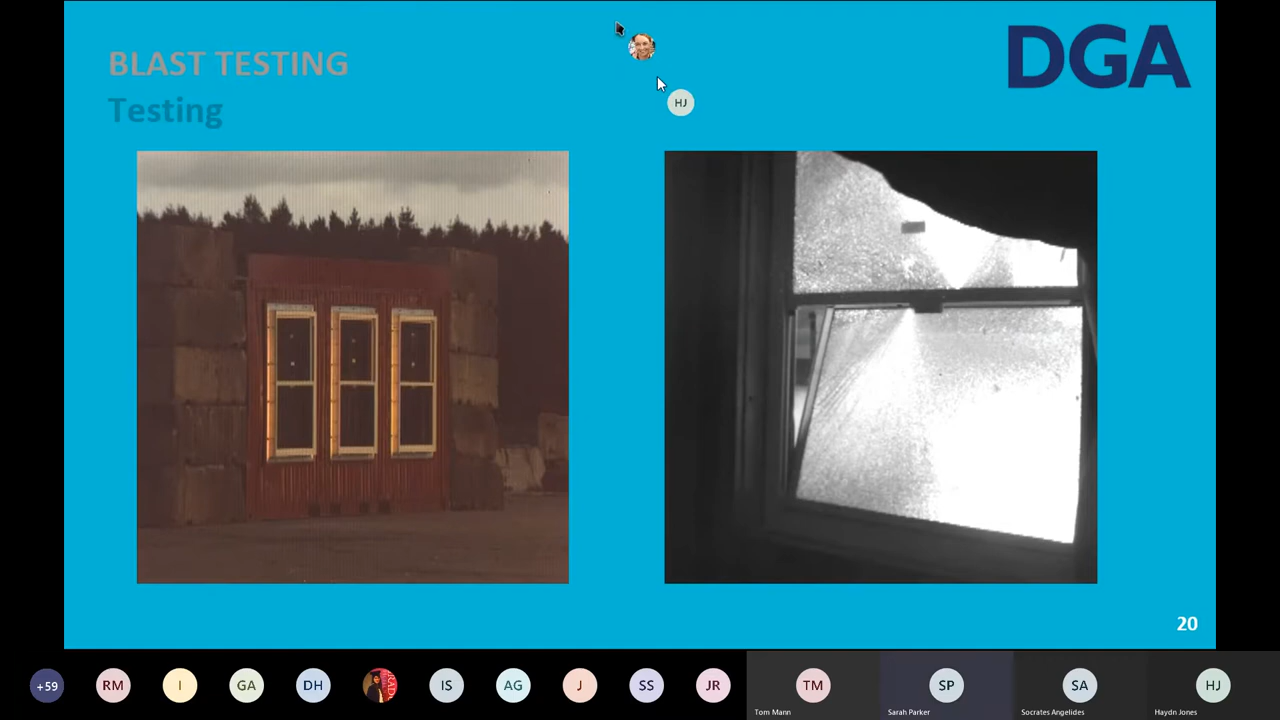 BLAST TESTING
Testing
DGA
HJ
20
+59
RM
I
GA
DH
IS
AG
J
SS
JR
TM
Tom Mann
SP
Sarah Parker
SA
Socrates Angelides
HJ
Haydn Jones